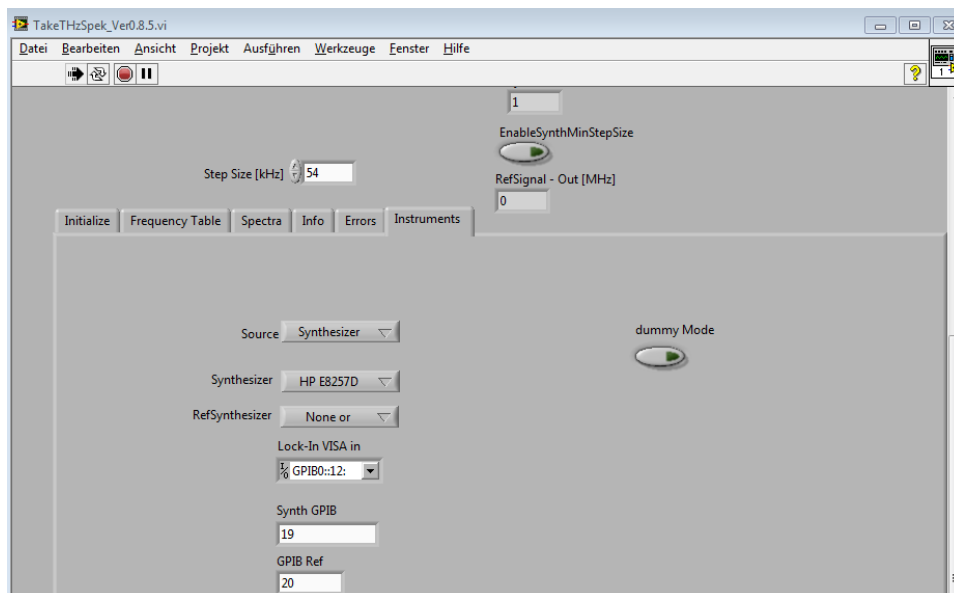 TakeTHzSpek_Ver0.8.5.vi
Datei Bearbeiten Ansicht Projekt Ausführen Werkzeuge Fenster Hilfe
1
1
EnableSynthMinStepSize
Step Size [kHz] 54
RefSignal - Out [MHz]
0
Initialize Frequency Table Spectra Info Errors Instruments
Source Synthesizer
dummy Mode
Synthesizer HP E8257D
RefSynthesizer None or
Lock-In VISA in
I/O GPIB0::12:
Synth GPIB
19
GPIB Ref
20